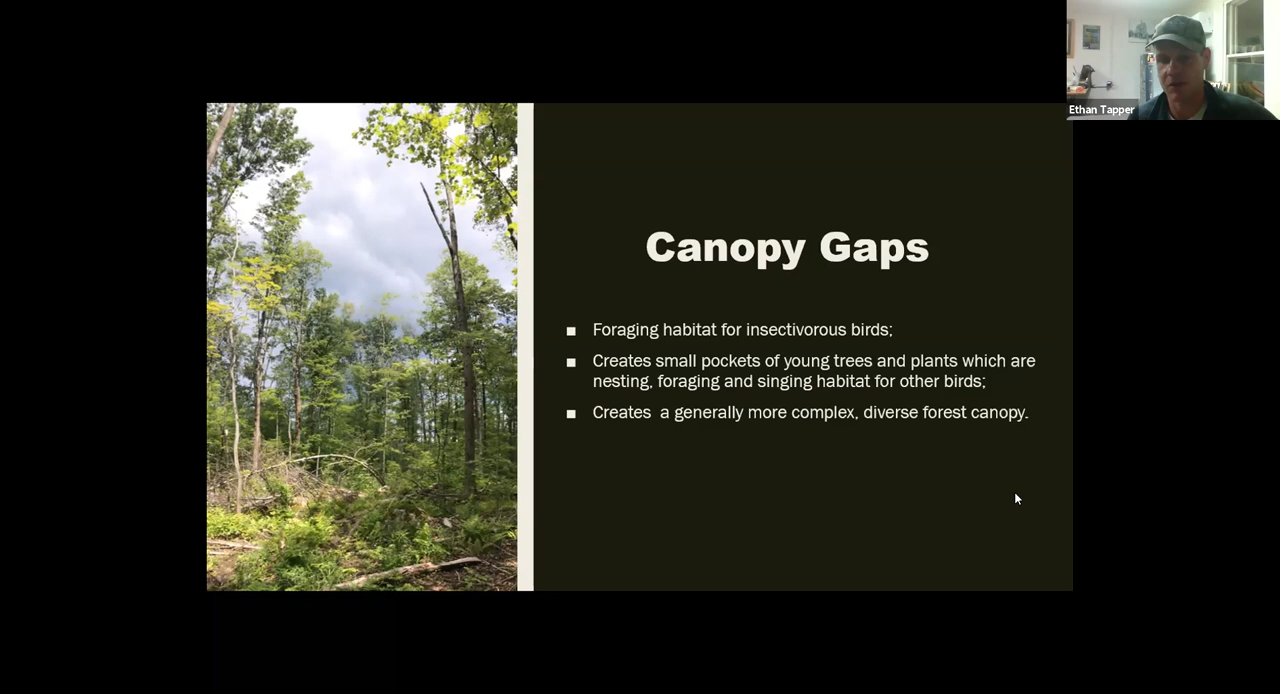 Ethan Tapper
Canopy Gaps
■ Foraging habitat for insectivorous birds;
■ Creates small pockets of young trees and plants which are
nesting, foraging and singing habitat for other birds;
■ Creates  a generally more complex, diverse forest canopy.